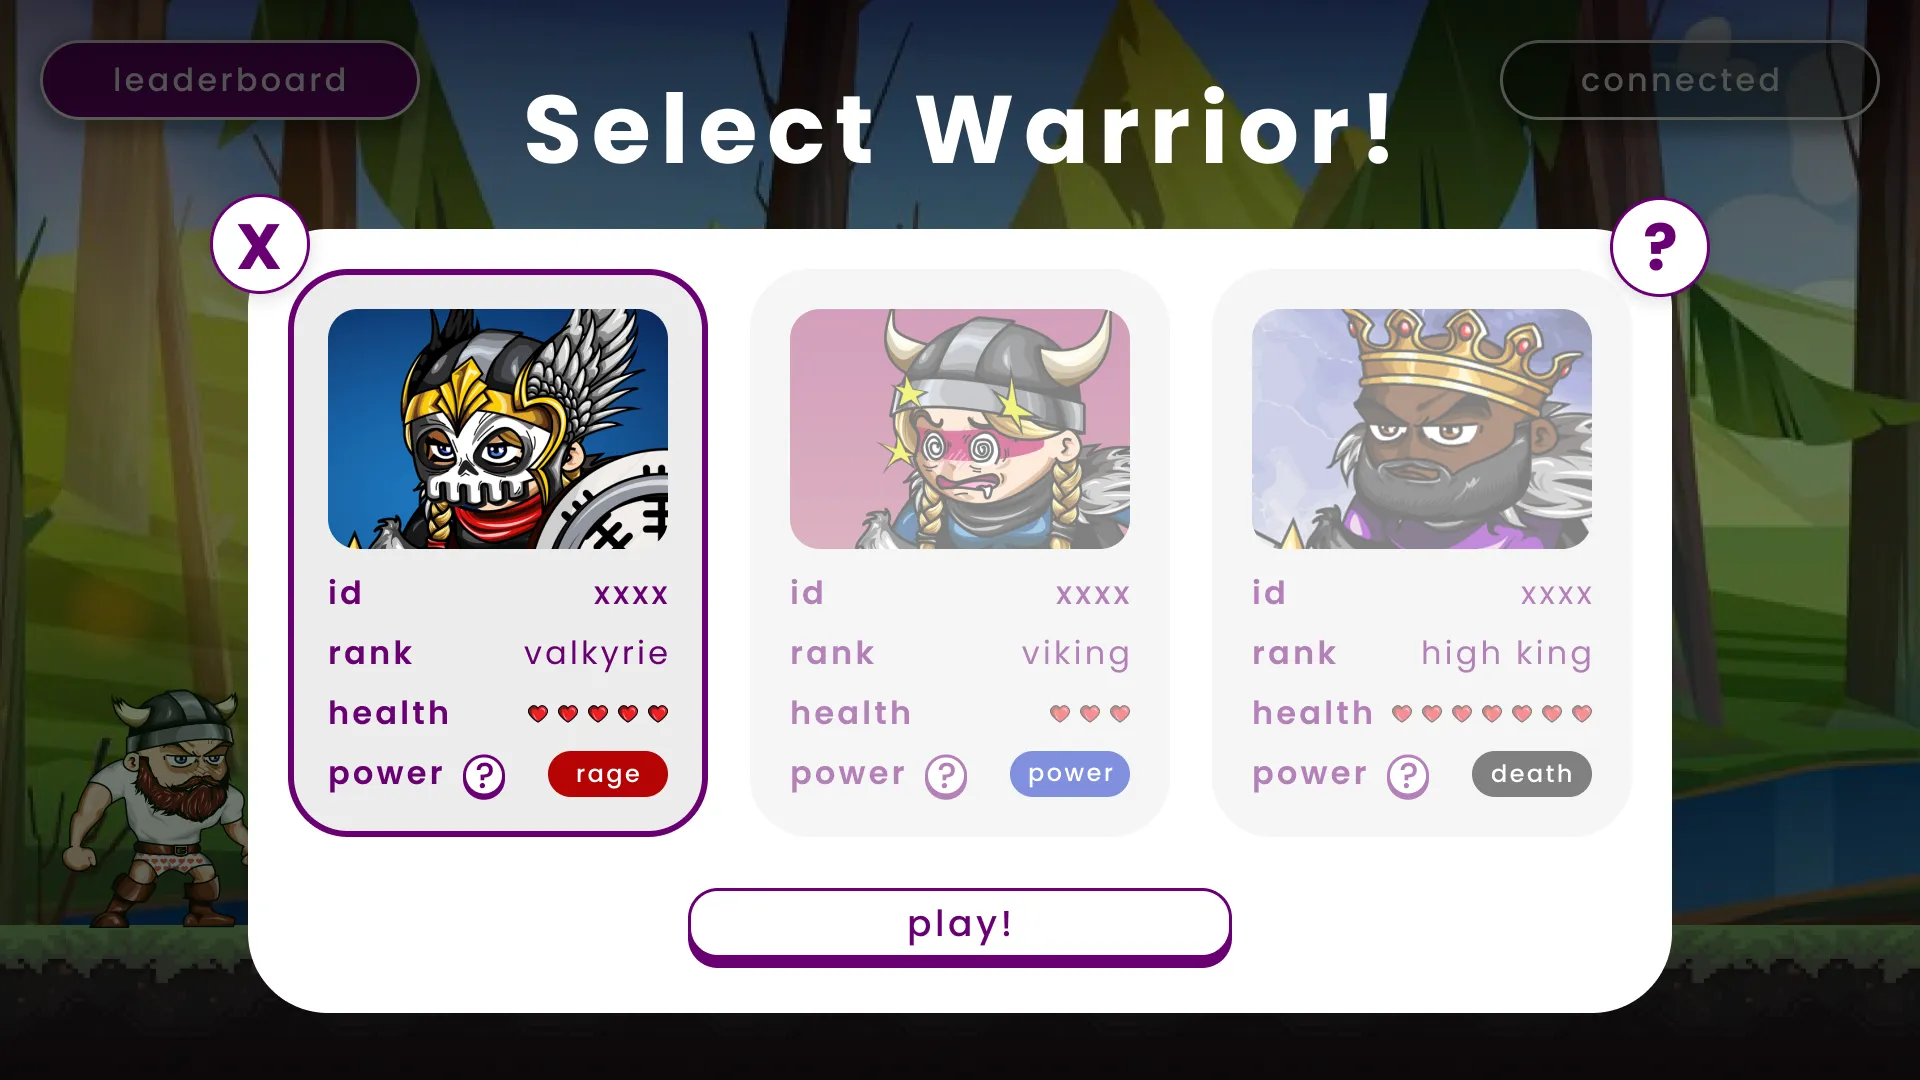 leaderboard
connected
Select Warrior!
X
?
id xxxx
rank valkyrie
health
power ? rage
id xxxx
rank viking
health
power ? power
id xxxx
rank high king
health
power ? death
play!